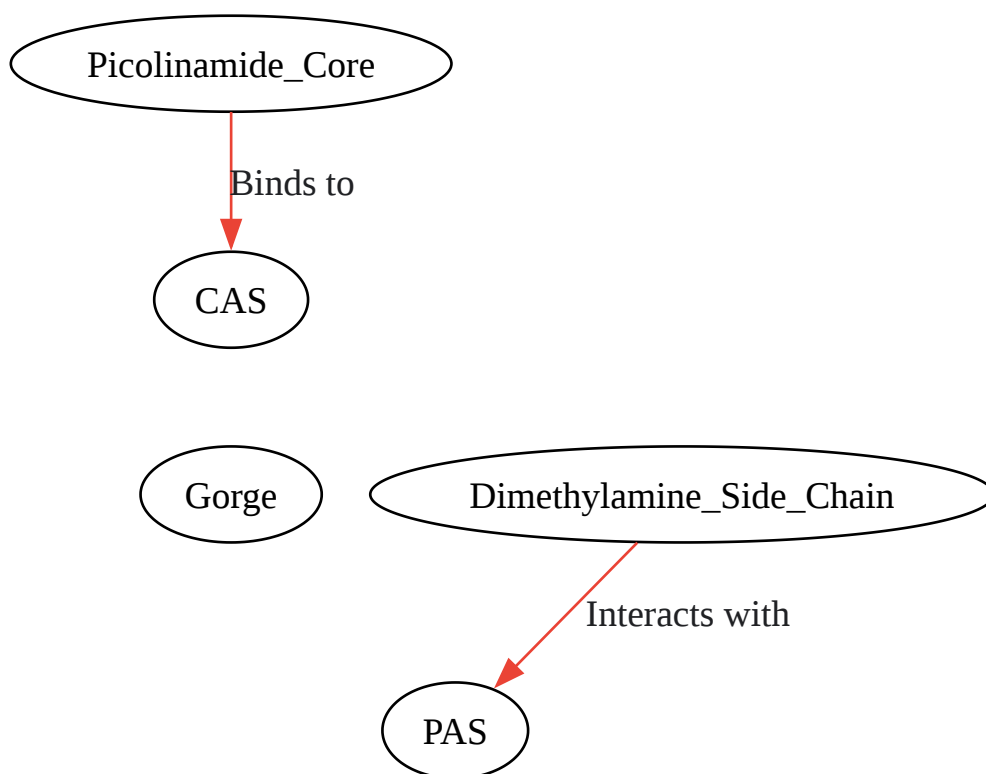 Picolinamide_Core
Binds to
CAS
Gorge
Dimethylamine_Side_Chain
Interacts with
PAS